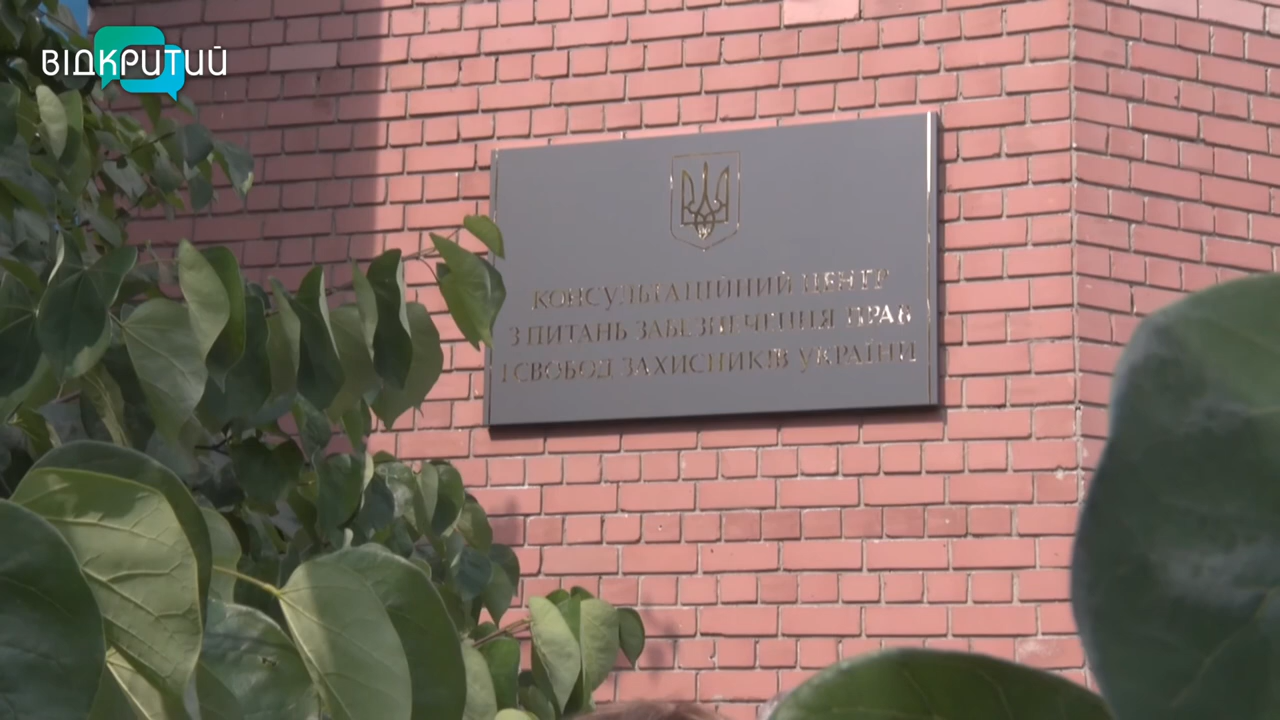 ВІДКРИТИЙ
КОНСУЛЬТАЦІЙНИЙ ЦЕНТР
З ПИТАНЬ ЗАБЕЗПЕЧЕННЯ ПРАВ
І СВОБОД ЗАХИСНИКІВ УКРАЇНИ